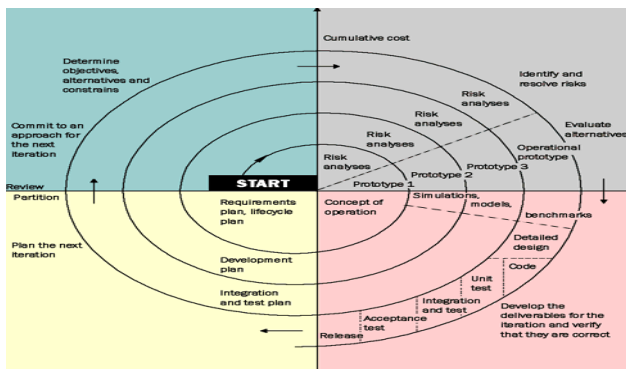 Cumulative cost
Determine
objectives,
alternatives and
constrains
Identify and
resolve risks
Risk
analyses
Risk
analyses
Risk
analyses
Risk
analyses
Commit to an
approach for
the next
iteration
Evaluate
alternatives
Operational
prototype
Prototype 3
Prototype 2
Prototype 1
START
Review
Partition
Requirements
plan, lifecycle
plan
Concept of
operation
Simulations,
models,
benchmarks
Plan the next
iteration
Development
plan
Detailed
design
Code
Unit
test
Integration
and test plan
Integration
and test
Acceptance
test
Release
Develop the
deliverables for the
iteration and verify
that they are correct